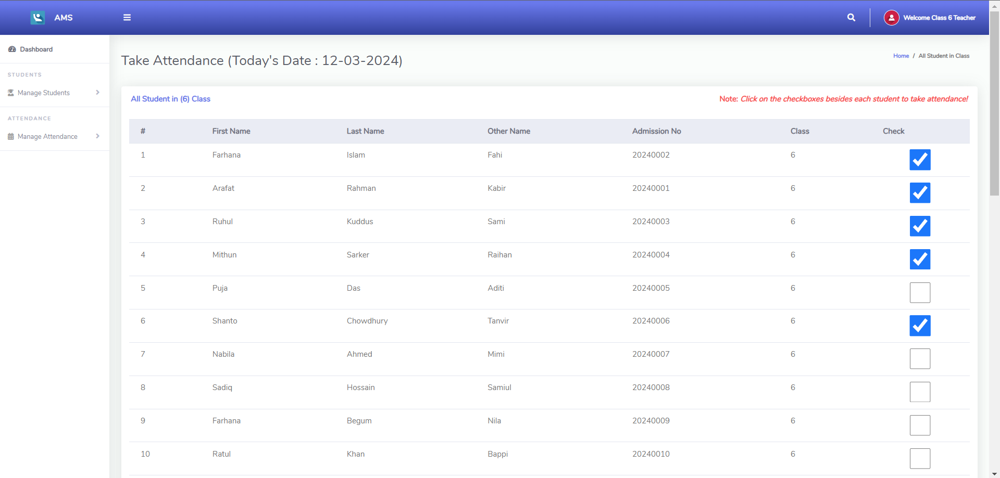 AMS
Welcome Class 6 Teacher
Dashboard
STUDENTS
Manage Students
ATTENDANCE
Manage Attendance
Take Attendance (Today's Date : 12-03-2024)
Home / All Student in Class
All Student in (6) Class
Note: Click on the checkboxes besides each student to take attendance!
# First Name Last Name Other Name Admission No Class Check
1 Farhana Islam Fahi 20240002 6
2 Arafat Rahman Kabir 20240001 6
3 Ruhul Kuddus Sami 20240003 6
4 Mithun Sarker Raihan 20240004 6
5 Puja Das Aditi 20240005 6
6 Shanto Chowdhury Tanvir 20240006 6
7 Nabila Ahmed Mimi 20240007 6
8 Sadiq Hossain Samiul 20240008 6
9 Farhana Begum Nila 20240009 6
10 Ratul Khan Bappi 20240010 6